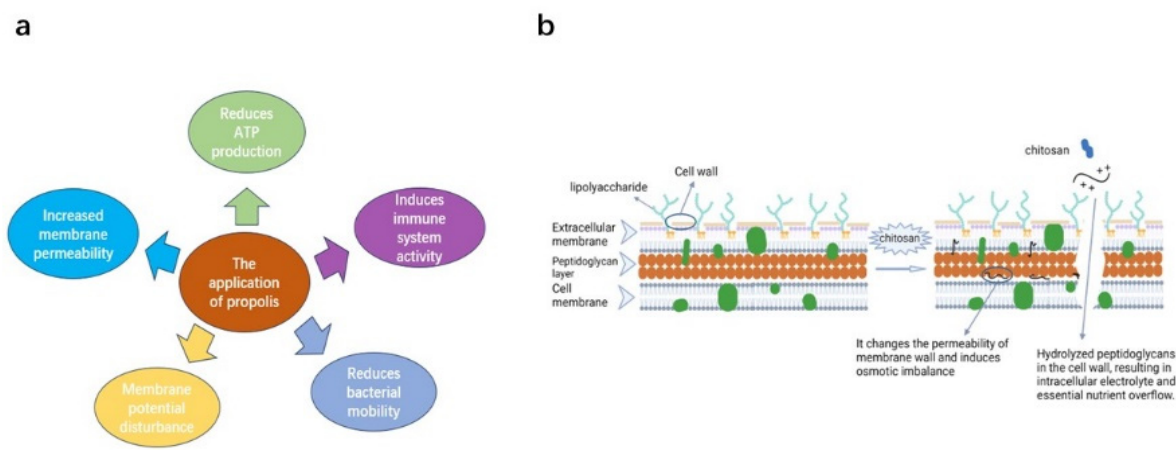 a
Reduces
ATP
production
Increased
membrane
permeability
Induces
immune
system
activity
The
application
of propolis
Membrane
potential
disturbance
Reduces
bacterial
mobility
b
chitosan
++
++
Cell wall
lipolyaccharide
Extracellular
membrane
Peptidoglycan
layer
Cell
membrane
chitosan
It changes the permeability of
membrane wall and induces
osmotic imbalance
Hydrolyzed peptidoglycans
in the cell wall, resulting in
intracellular electrolyte and
essential nutrient overflow.